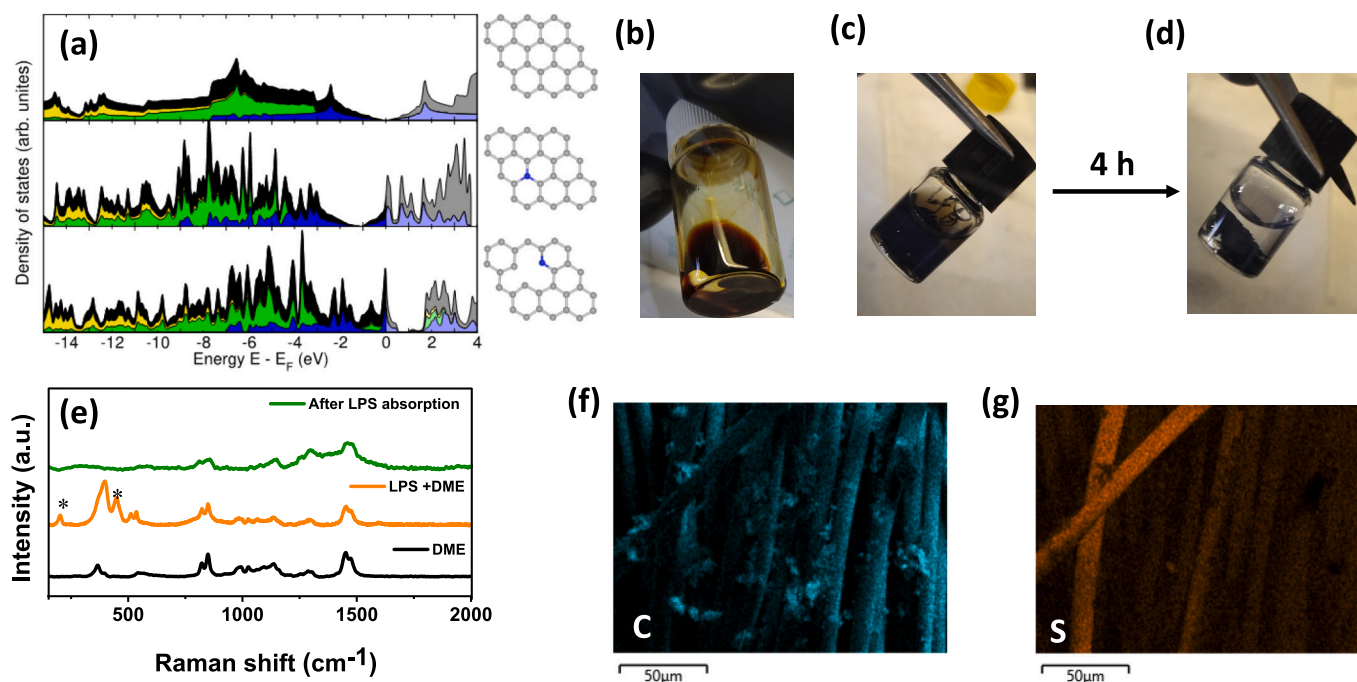 (a)
Density of states (arb. unites)
-14 -12 -10 -8 -6 -4 -2 0 2 4
Energy E - E_F (eV)
(b)
(c)
4 h
(d)
(e)
Intensity (a.u.)
After LPS absorption
* *
LPS +DME
DME
500 1000 1500 2000
Raman shift (cm⁻¹)
(f)
C
50µm
(g)
S
50µm